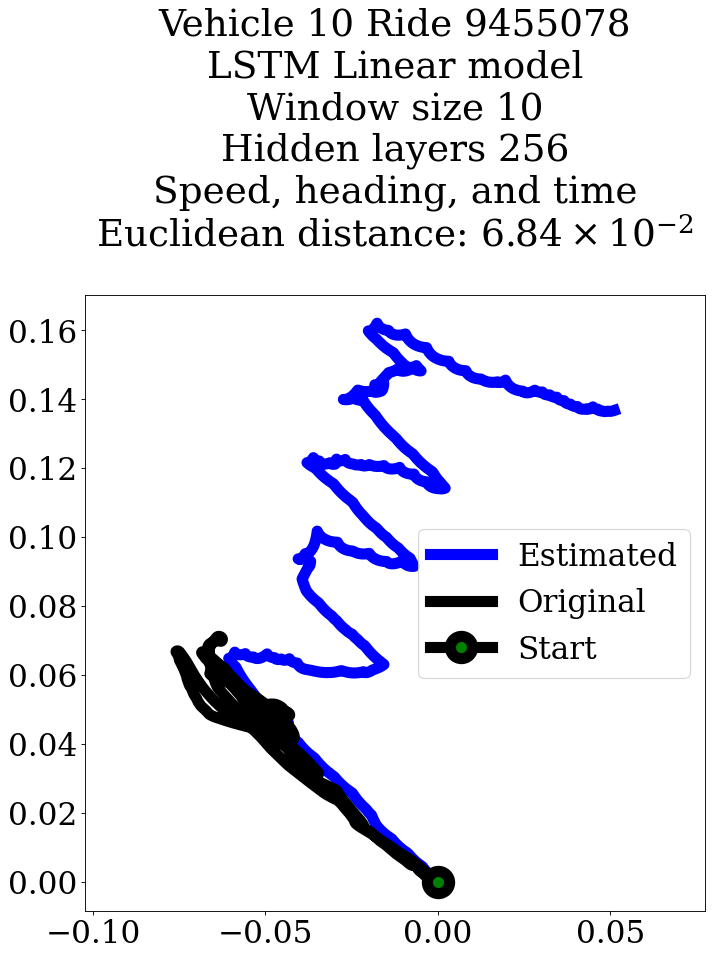 Vehicle 10 Ride 9455078
LSTM Linear model
Window size 10
Hidden layers 256
Speed, heading, and time
Euclidean distance: 6.84 × 10⁻²
0.16
0.14
0.12
0.10
0.08
0.06
0.04
0.02
0.00
Estimated
Original
Start
−0.10
−0.05
0.00
0.05